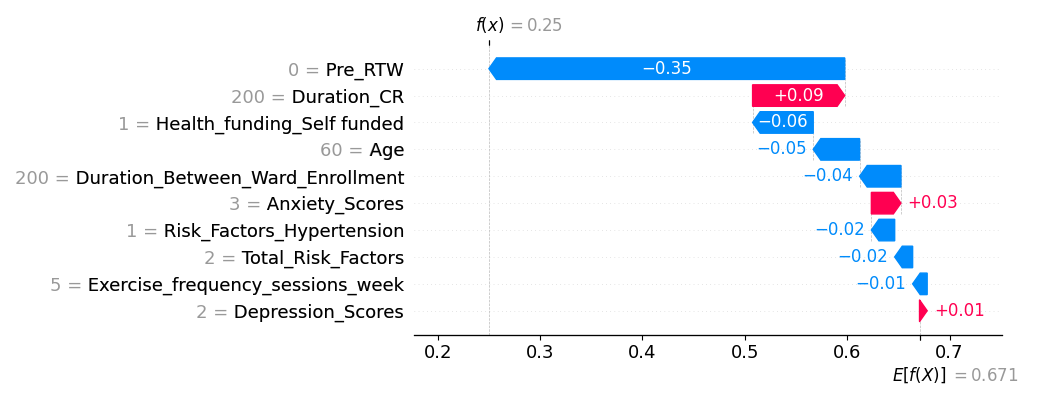 f(x) = 0.25
0 = Pre_RTW −0.35
200 = Duration_CR +0.09
1 = Health_funding_Self funded −0.06
60 = Age −0.05
200 = Duration_Between_Ward_Enrollment −0.04
3 = Anxiety_Scores +0.03
1 = Risk_Factors_Hypertension −0.02
2 = Total_Risk_Factors −0.02
5 = Exercise_frequency_sessions_week −0.01
2 = Depression_Scores +0.01
0.2 0.3 0.4 0.5 0.6 0.7
E[f(X)] = 0.671